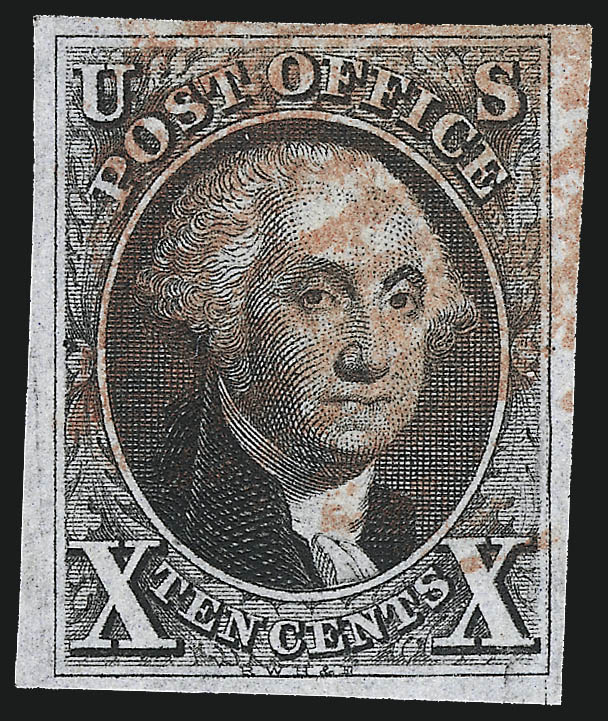 U S
POST OFFICE
X TEN CENTS X
R W H & E